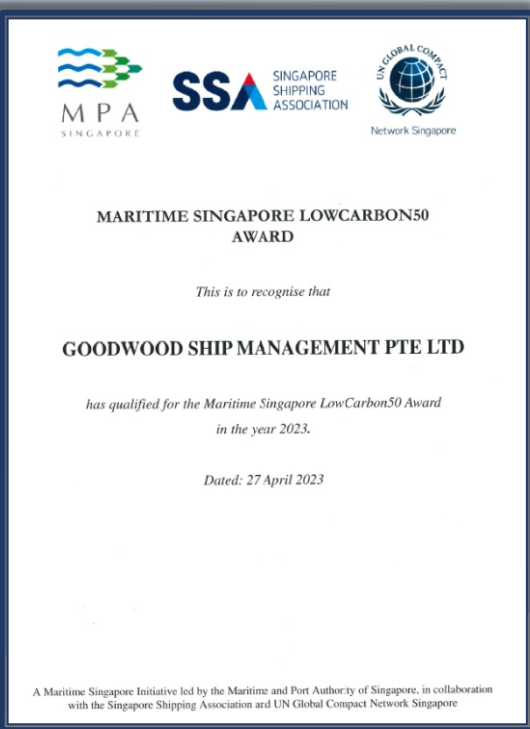 MPA
SINGAPORE
SSA
SINGAPORE
SHIPPING
ASSOCIATION
UN GLOBAL COMPACT
Network Singapore
MARITIME SINGAPORE LOWCARBON50
AWARD
This is to recognise that
GOODWOOD SHIP MANAGEMENT PTE LTD
has qualified for the Maritime Singapore LowCarbon50 Award
in the year 2023.
Dated: 27 April 2023
A Maritime Singapore Initiative led by the Maritime and Port Authority of Singapore, in collaboration
with the Singapore Shipping Association and UN Global Compact Network Singapore